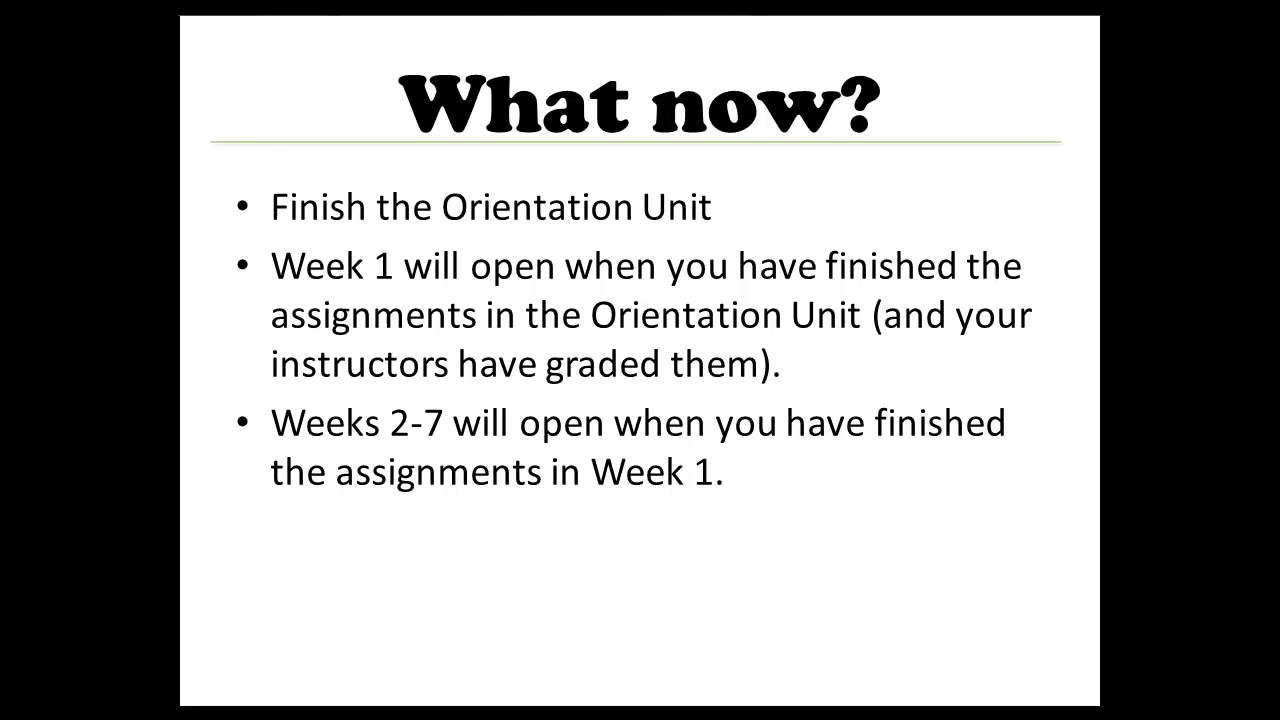 What now?
• Finish the Orientation Unit
• Week 1 will open when you have finished the
assignments in the Orientation Unit (and your
instructors have graded them).
• Weeks 2-7 will open when you have finished
the assignments in Week 1.